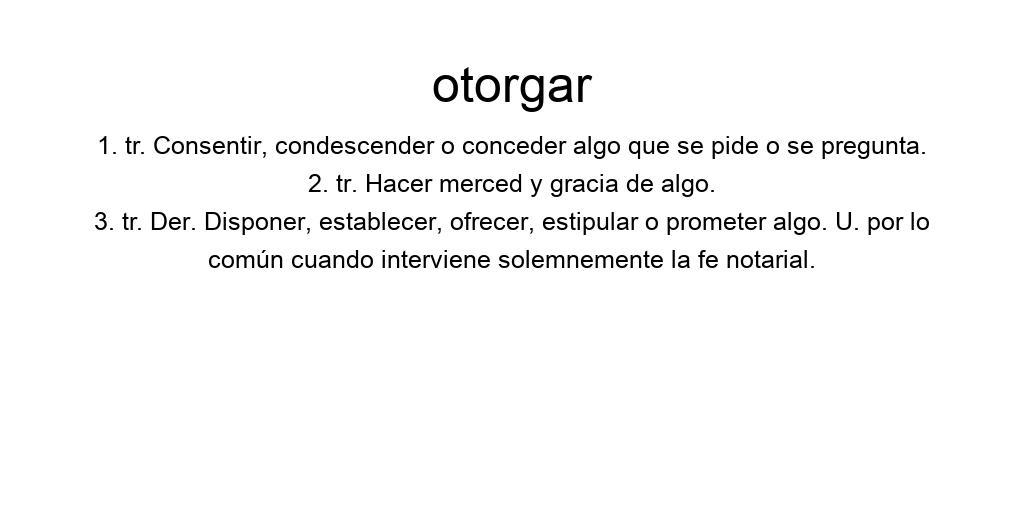 otorgar
1. tr. Consentir, condescender o conceder algo que se pide o se pregunta.
2. tr. Hacer merced y gracia de algo.
3. tr. Der. Disponer, establecer, ofrecer, estipular o prometer algo. U. por lo
común cuando interviene solemnemente la fe notarial.